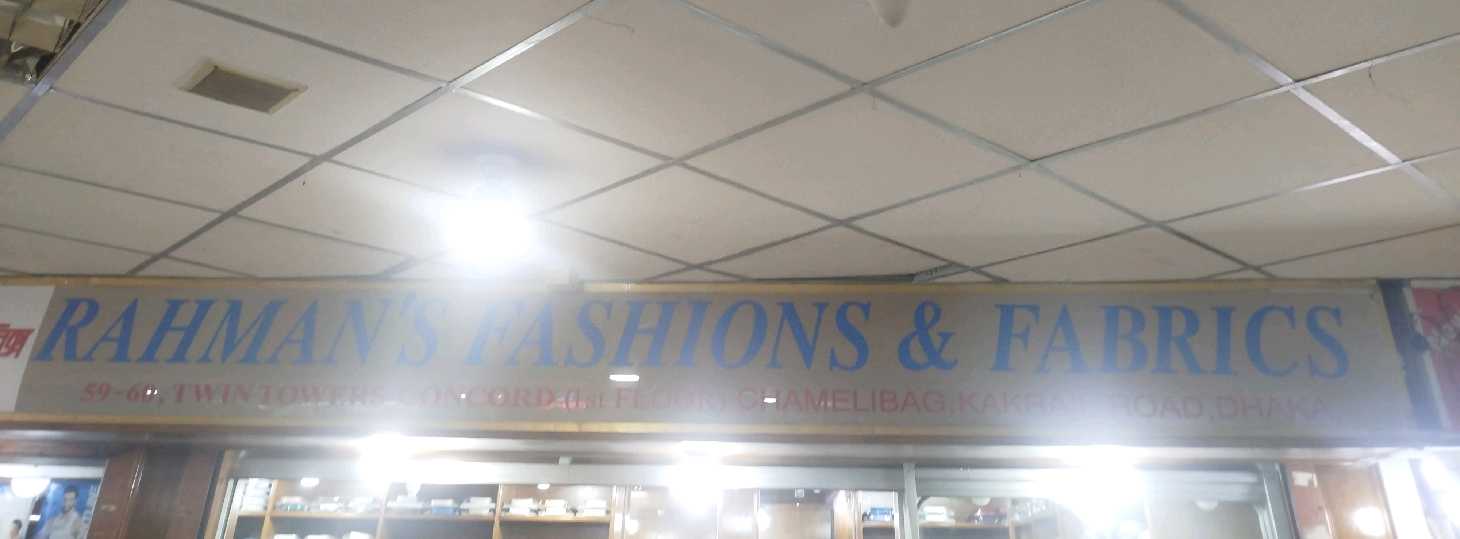 RAHMAN'S FASHIONS & FABRICS
59-60, TWIN TOWERS CONCORD (1st FLOOR) CHAMELIBAG, KAKRAIL ROAD, DHAKA